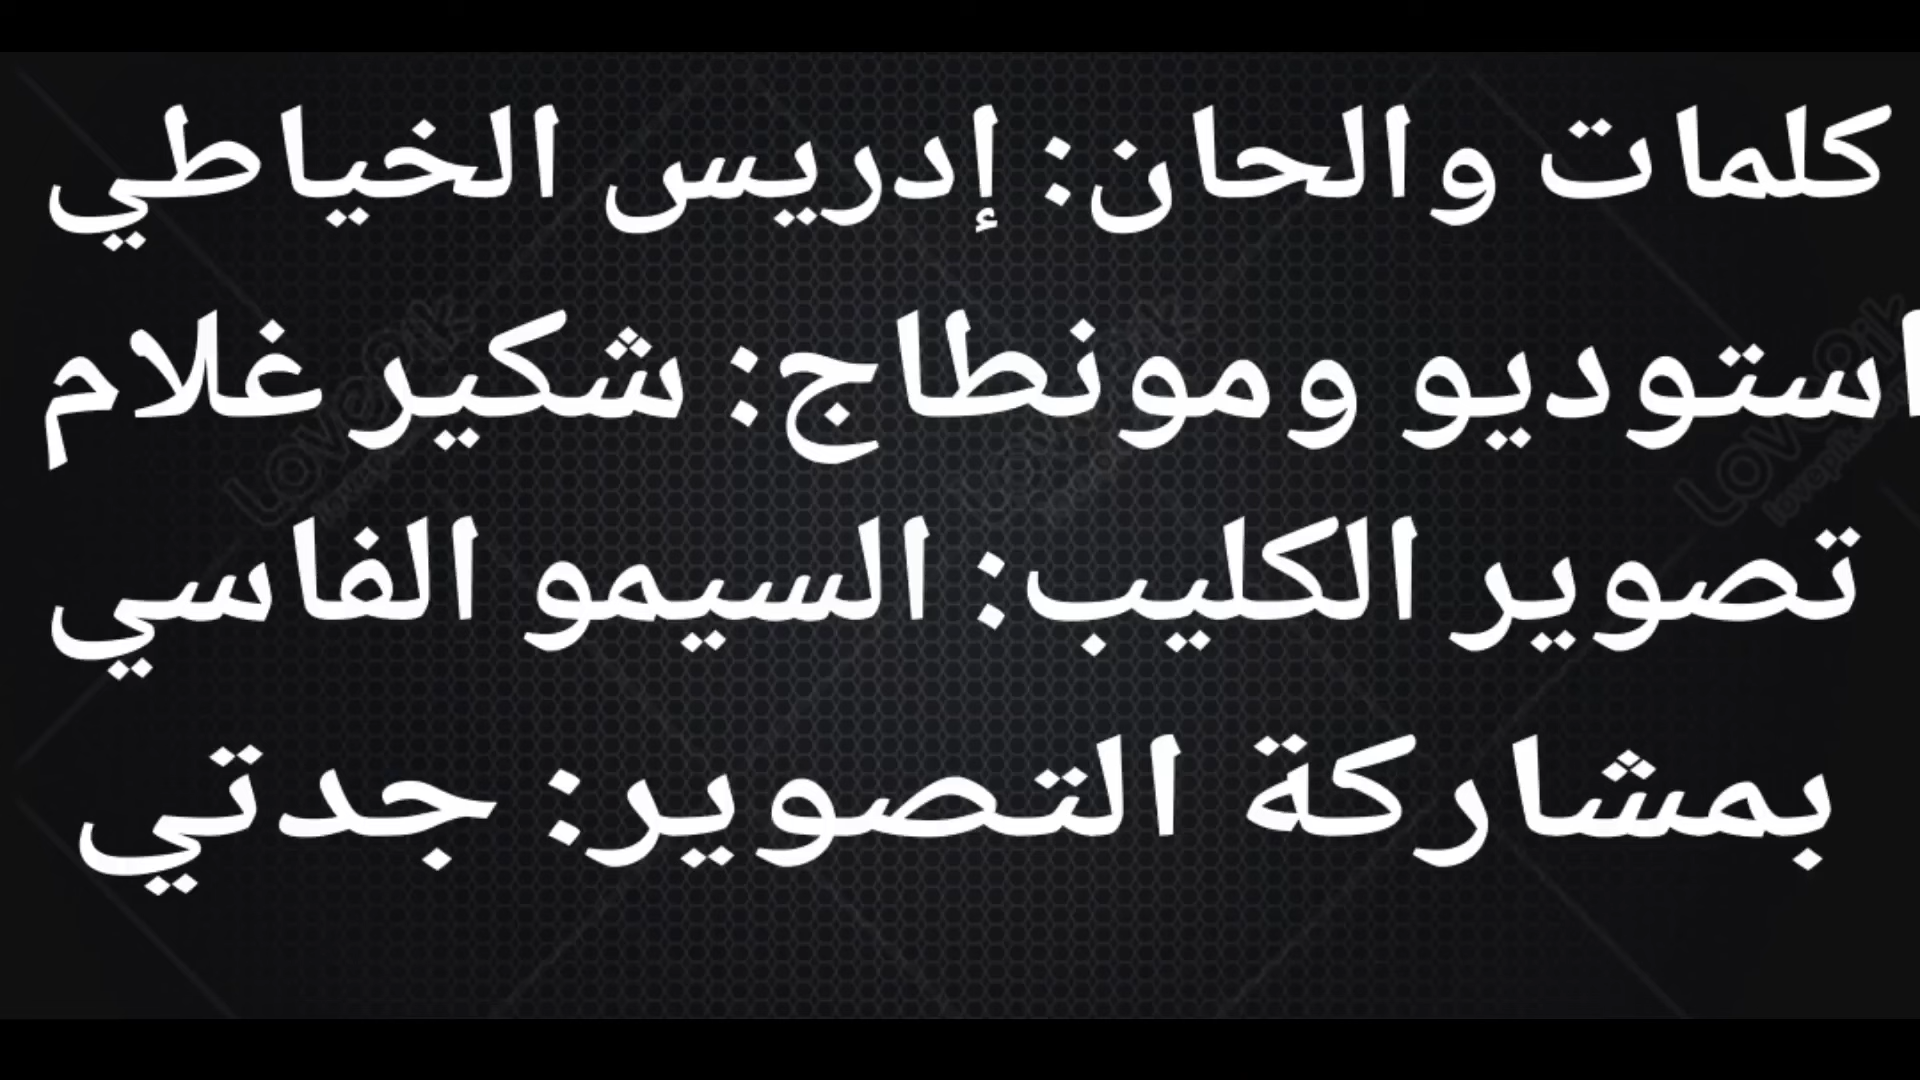 كلمات والحان: إدريس الخياطي
استوديو ومونطاج: شكير غلام
تصوير الكليب: السيمو الفاسي
بمشاركة التصوير: جدتي